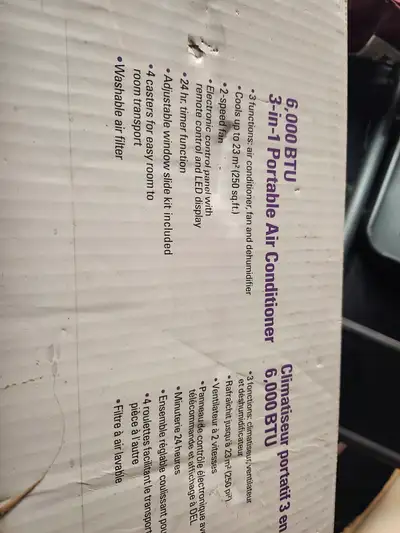 6,000 BTU
3-in-1 Portable Air Conditioner
• 3 functions: air conditioner, fan and dehumidifier
• Cools up to 23 m² (250 sq.ft.)
• 2-speed fan
• Electronic control panel with
remote control and LED display
• 24 hr. timer function
• Adjustable window slide kit included
• 4 casters for easy room to
room transport
• Washable air filter
Climatiseur portatif 3 en
6,000 BTU
• 3 functions: climatiseur, ventilateur
et déshumidificateur
• Rafraîchit jusqu'à 23 m² (250 pi²).
• Ventilateur à 2 vitesses
• Panneau de contrôle électronique av
télécommande et affichage à DEL
• Minuterie 24 heures
• Ensemble réglable coulissant pou
• 4 roulettes facilitant le transport
pièce à l'autre
• Filtre à air lavable